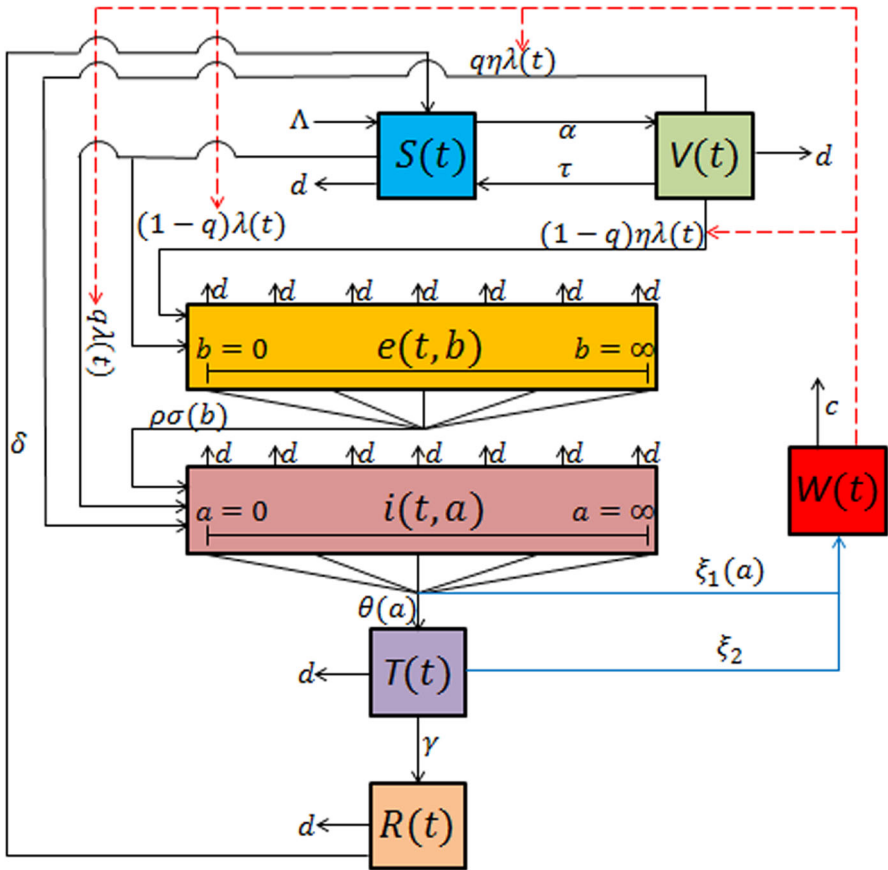 qηλ(t)
Λ
S(t)
α
V(t)
d
d
τ
(1−q)λ(t)
(1−q)ηλ(t)
d d d d d d d
qλ(t)
b = 0 e(t,b) b = ∞
ρσ(b)
c
δ
d d d d d d d
W(t)
a = 0 i(t,a) a = ∞
ξ₁(a)
θ(a)
ξ₂
d
T(t)
γ
d
R(t)